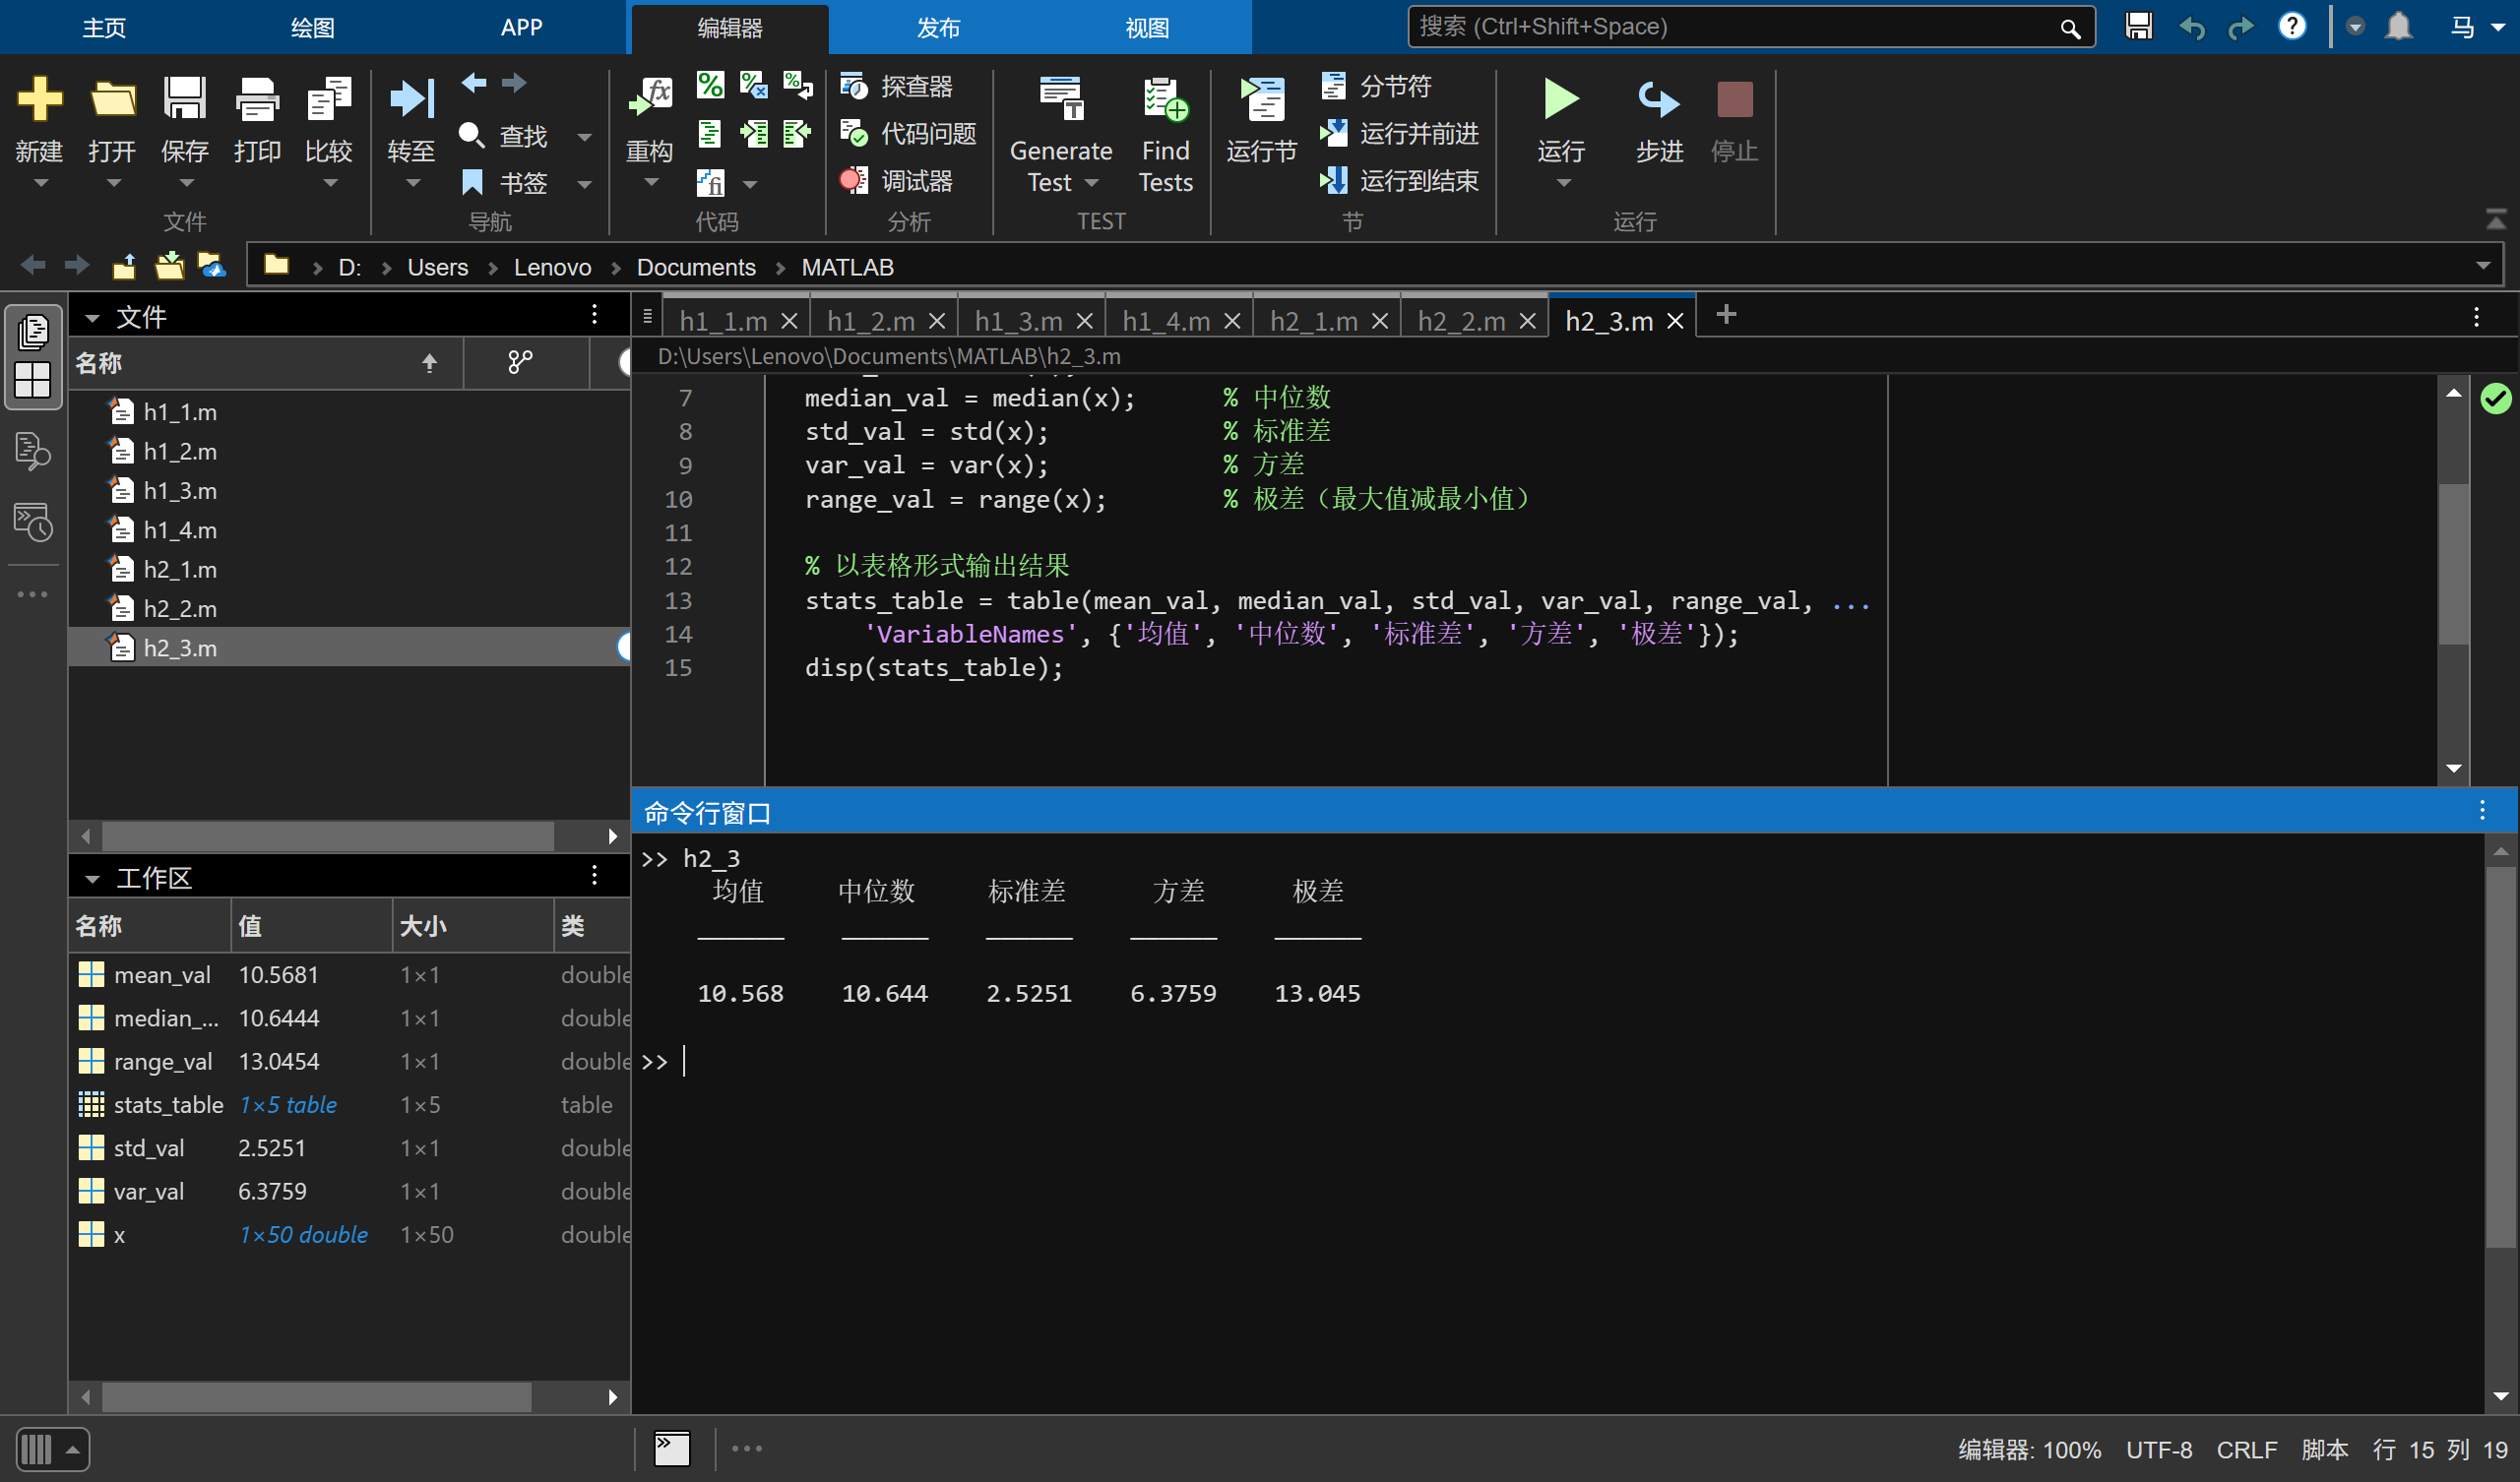 主页 绘图 APP 编辑器 发布 视图 搜索 (Ctrl+Shift+Space) 马
新建 打开 保存 打印 比较
文件
转至 查找 书签
导航
重构
代码
探查器
代码问题
调试器
分析
Generate Test Find Tests
TEST
运行节 分节符
运行并前进
运行到结束
节
运行 步进 停止
运行
D: Users Lenovo Documents MATLAB
文件
名称
h1_1.m
h1_2.m
h1_3.m
h1_4.m
h2_1.m
h2_2.m
h2_3.m
工作区
名称 值 大小 类
mean_val 10.5681 1×1 double
median_... 10.6444 1×1 double
range_val 13.0454 1×1 double
stats_table 1×5 table 1×5 table
std_val 2.5251 1×1 double
var_val 6.3759 1×1 double
x 1×50 double 1×50 double
h1_1.m h1_2.m h1_3.m h1_4.m h2_1.m h2_2.m h2_3.m
D:\Users\Lenovo\Documents\MATLAB\h2_3.m
7 median_val = median(x); % 中位数
8 std_val = std(x); % 标准差
9 var_val = var(x); % 方差
10 range_val = range(x); % 极差（最大值减最小值）
11
12 % 以表格形式输出结果
13 stats_table = table(mean_val, median_val, std_val, var_val, range_val, ...
14 'VariableNames', {'均值', '中位数', '标准差', '方差', '极差'});
15 disp(stats_table);
命令行窗口
>> h2_3
均值 中位数 标准差 方差 极差
10.568 10.644 2.5251 6.3759 13.045
>>
编辑器: 100% UTF-8 CRLF 脚本 行 15 列 19